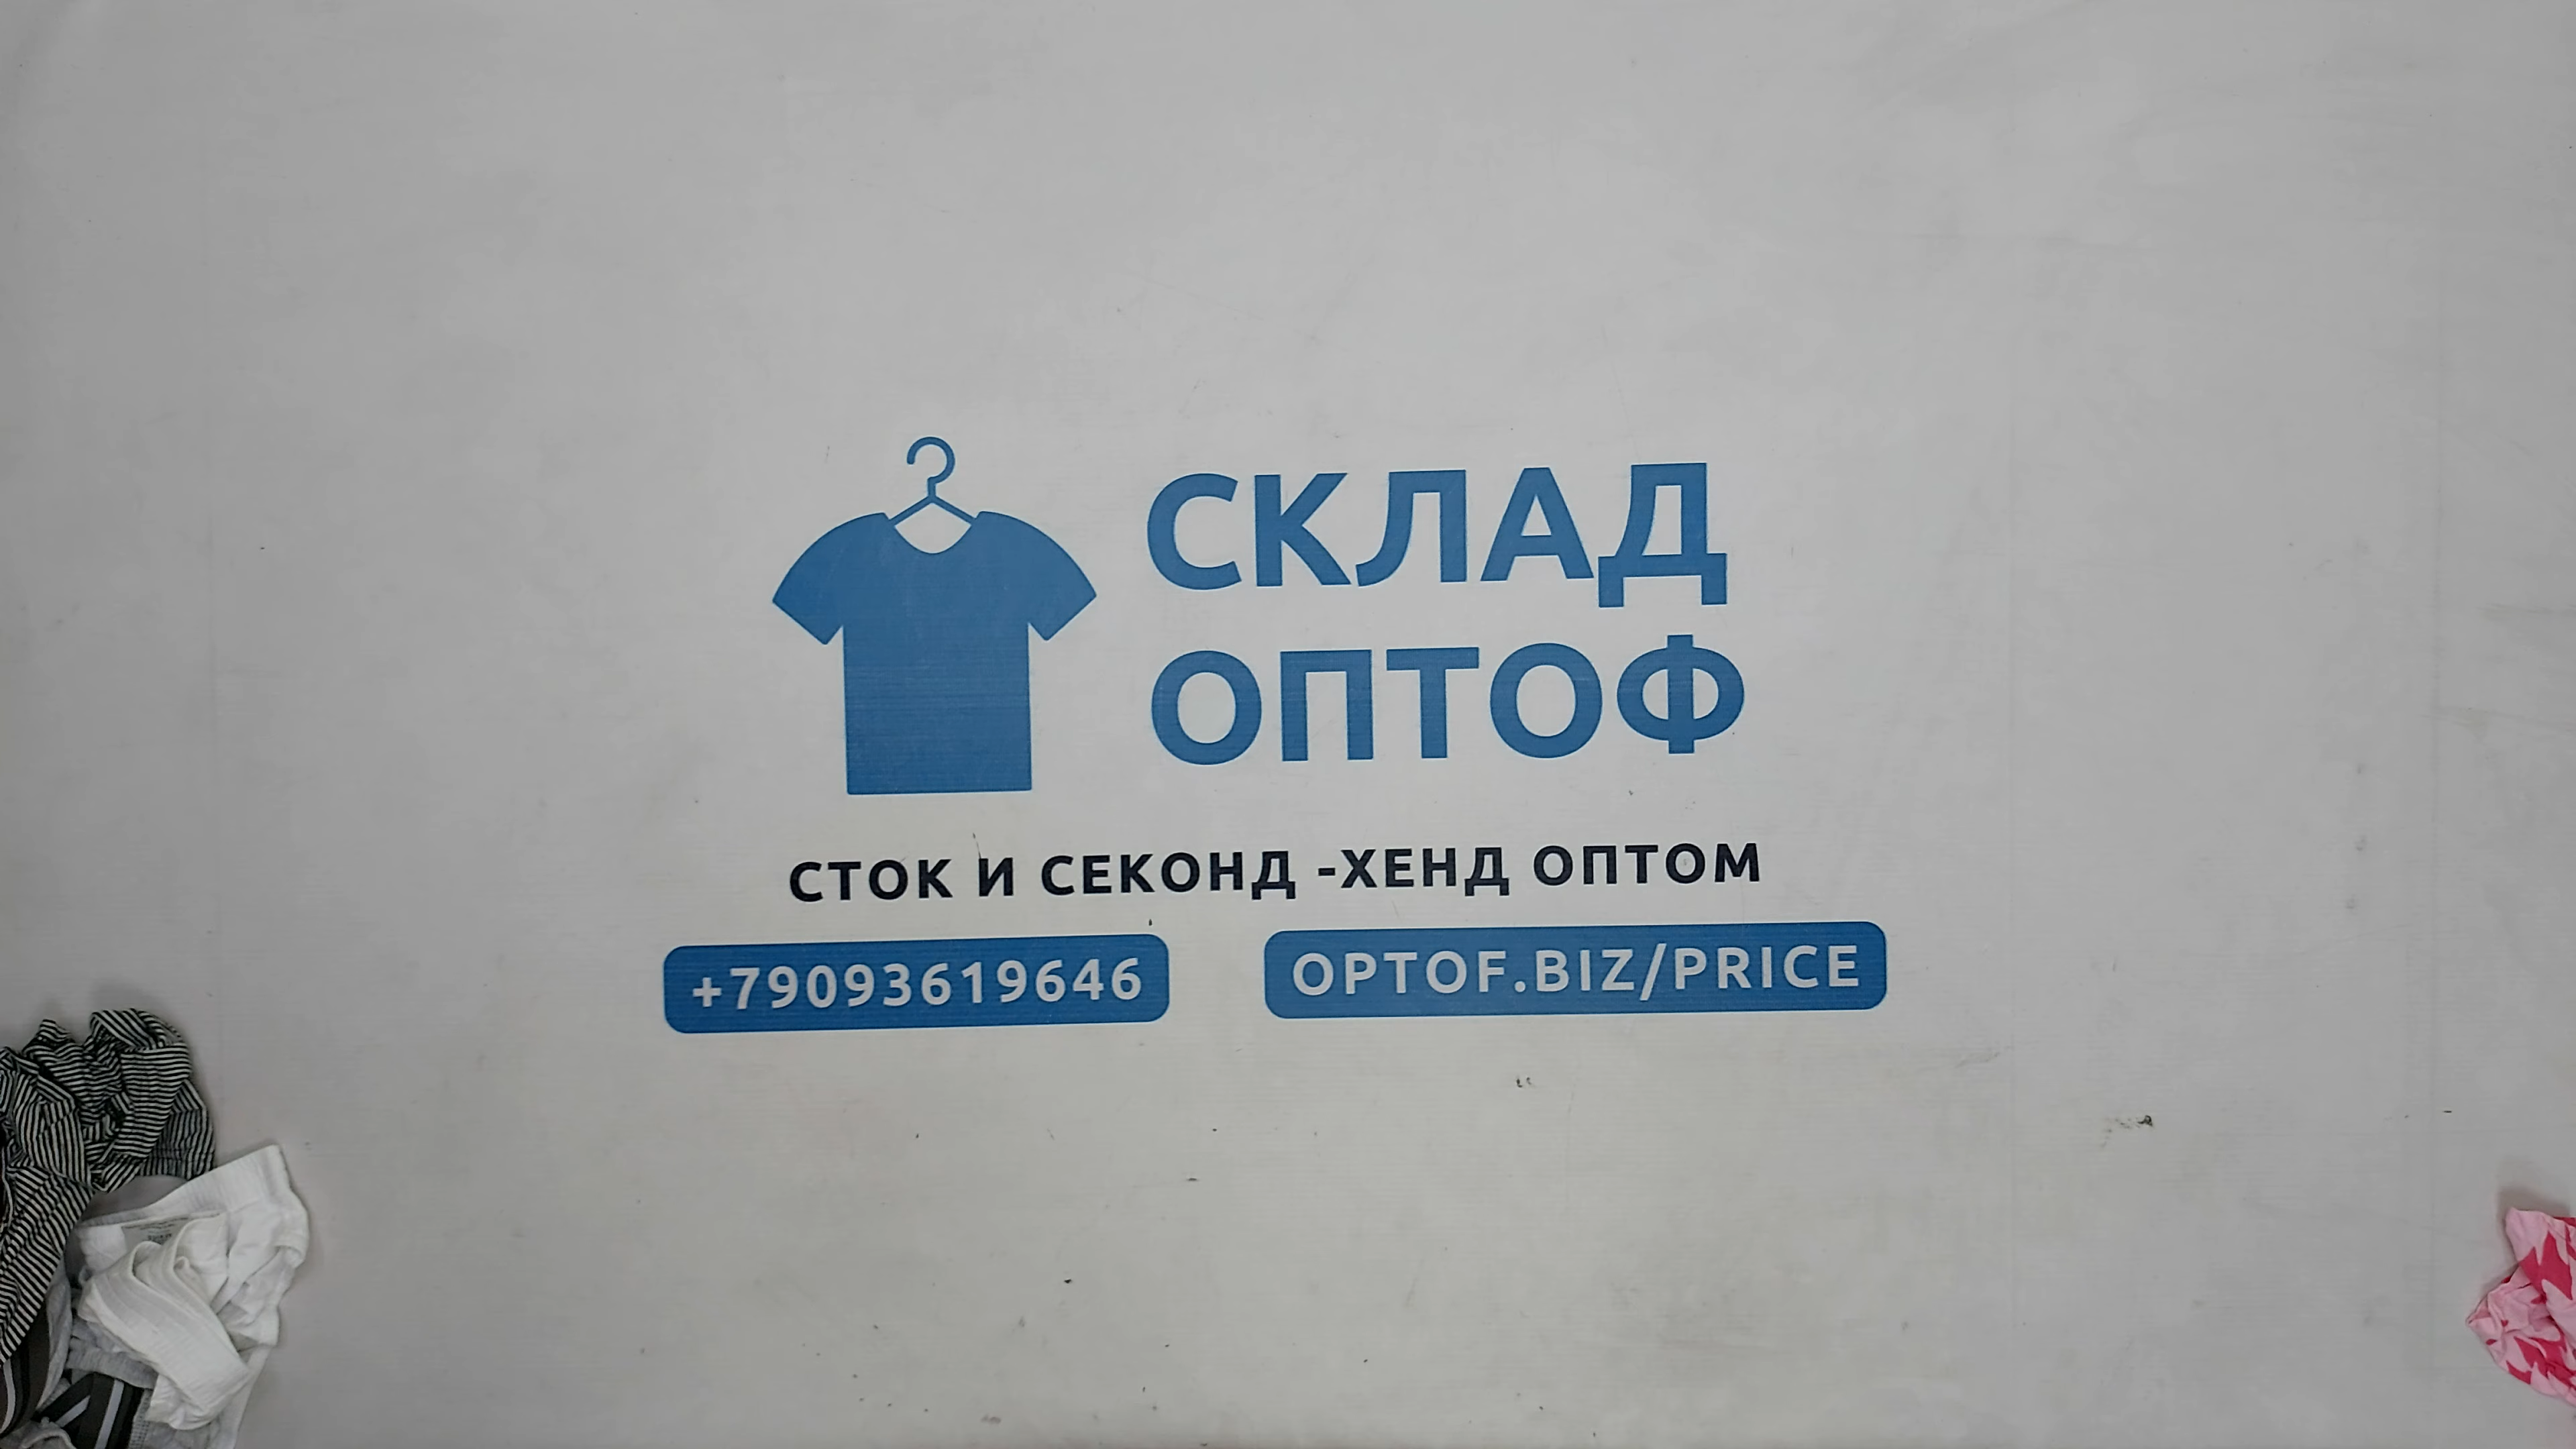 СКЛАД
ОПТОФ
СТОК И СЕКОНД -ХЕНД ОПТОМ
+79093619646
OPTOF.BIZ/PRICE